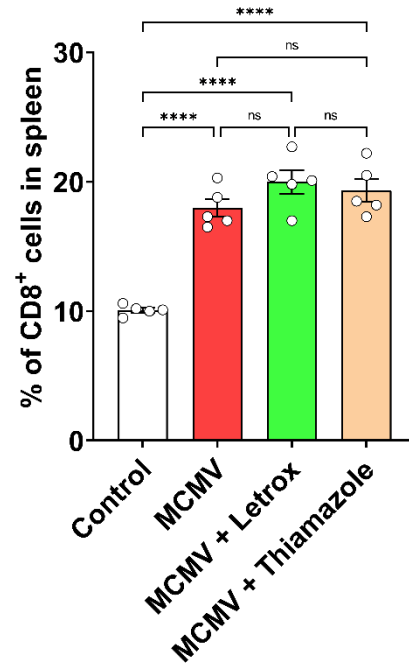 ****
ns
****
**** ns ns
30
20
10
0
% of CD8+ cells in spleen
Control
MCMV
MCMV + Letrox
MCMV + Thiamazole